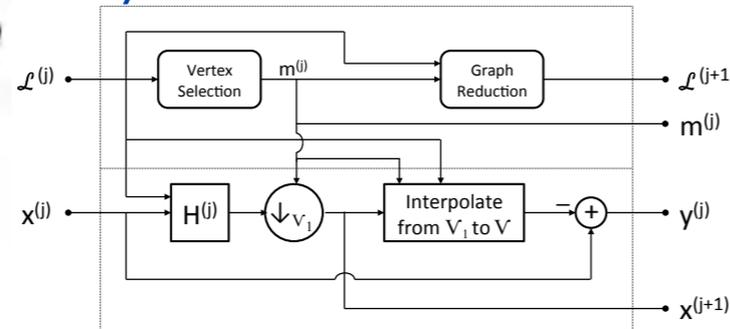 ℒ(j)
Vertex
Selection
m(j)
Graph
Reduction
ℒ(j+1
m(j)
x(j)
H(j)
↓V₁
Interpolate
from V₁ to V
−
+
y(j)
x(j+1)